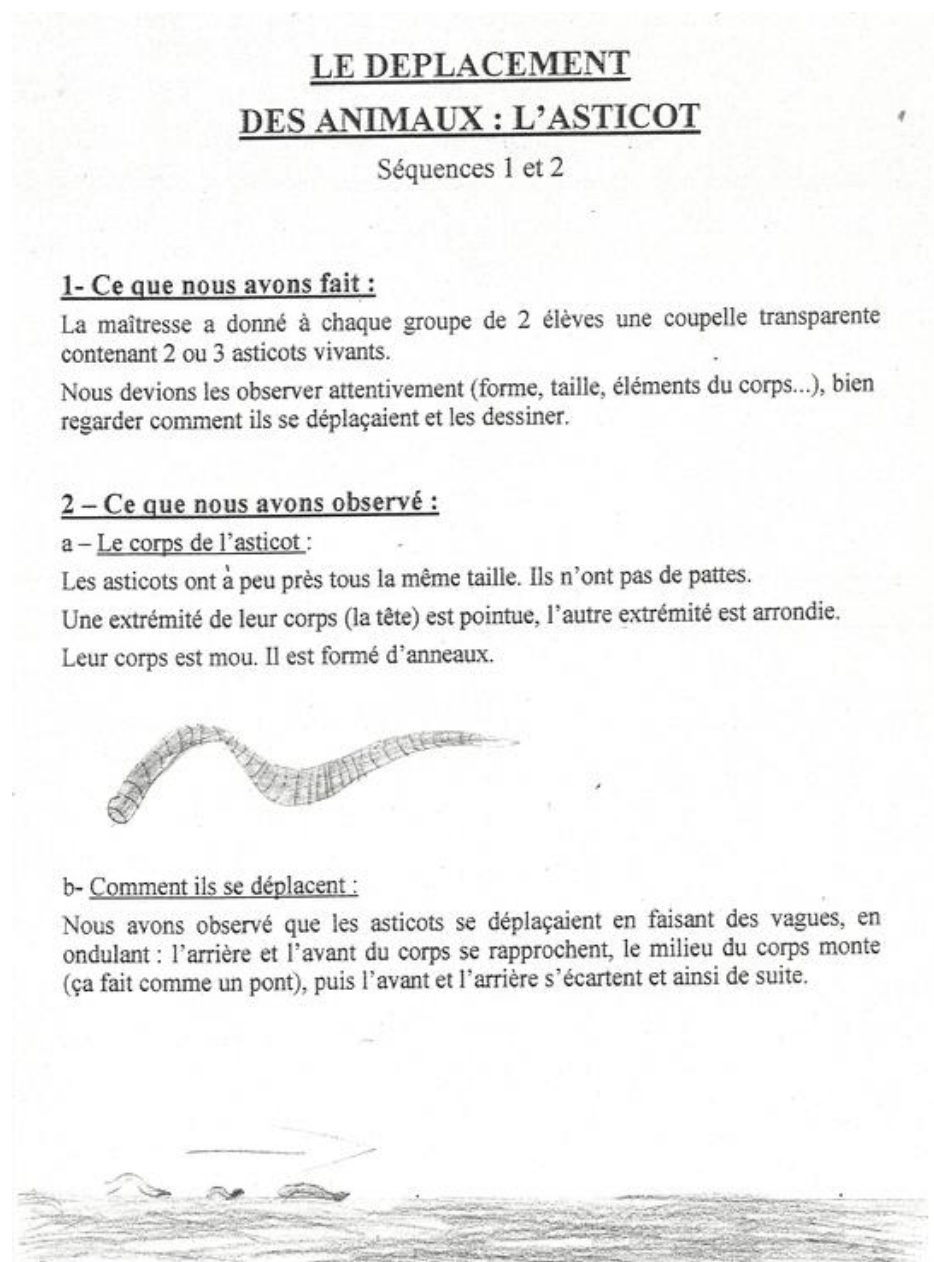 LE DEPLACEMENT
DES ANIMAUX : L’ASTICOT
Séquences 1 et 2
1- Ce que nous avons fait :
La maîtresse a donné à chaque groupe de 2 élèves une coupelle transparente
contenant 2 ou 3 asticots vivants.
Nous devions les observer attentivement (forme, taille, éléments du corps...), bien
regarder comment ils se déplaçaient et les dessiner.
2 – Ce que nous avons observé :
a – Le corps de l’asticot :
Les asticots ont à peu près tous la même taille. Ils n’ont pas de pattes.
Une extrémité de leur corps (la tête) est pointue, l’autre extrémité est arrondie.
Leur corps est mou. Il est formé d’anneaux.
b- Comment ils se déplacent :
Nous avons observé que les asticots se déplaçaient en faisant des vagues, en
ondulant : l’arrière et l’avant du corps se rapprochent, le milieu du corps monte
(ça fait comme un pont), puis l’avant et l’arrière s’écartent et ainsi de suite.